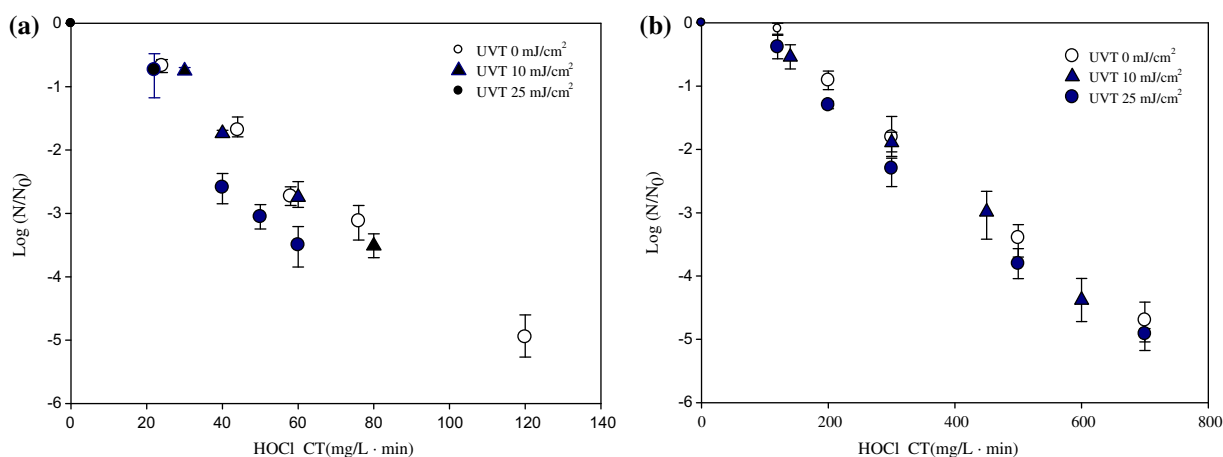 (a)
0
-1
-2
-3
-4
-5
-6
Log (N/N0)
UVT 0 mJ/cm²
UVT 10 mJ/cm²
UVT 25 mJ/cm²
0 20 40 60 80 100 120 140
HOCl CT(mg/L · min)
(b)
0
-1
-2
-3
-4
-5
-6
Log (N/N0)
UVT 0 mJ/cm²
UVT 10 mJ/cm²
UVT 25 mJ/cm²
0 200 400 600 800
HOCl CT(mg/L · min)